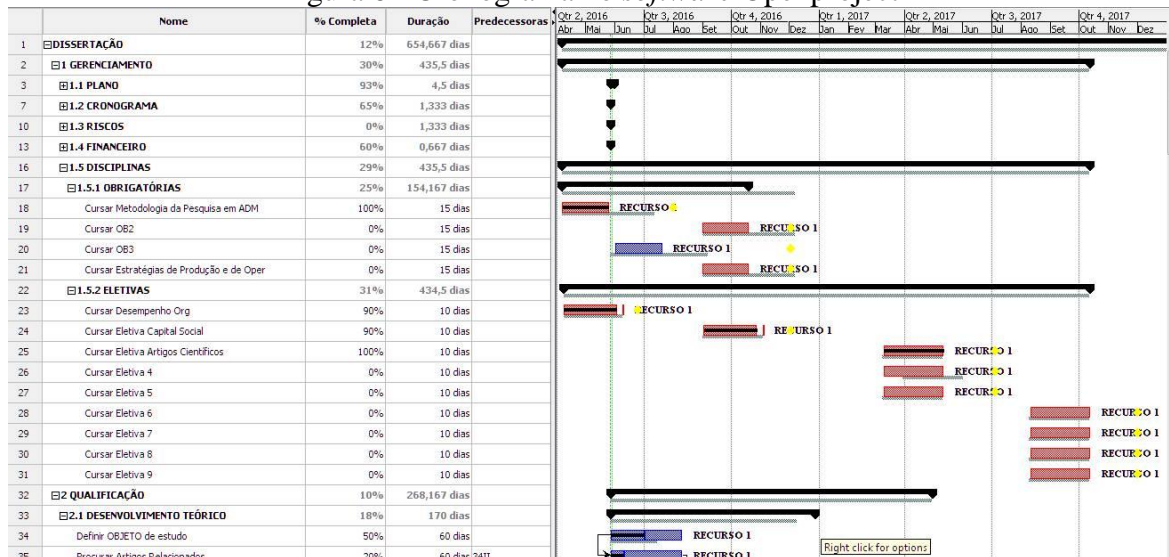 Nome % Completa Duração Predecessoras Qtr 2, 2016 Qtr 3, 2016 Qtr 4, 2016 Qtr 1, 2017 Qtr 2, 2017 Qtr 3, 2017 Qtr 4, 2017
Abr Mai Jun Jul Ago Set Out Nov Dez Jan Fev Mar Abr Mai Jun Jul Ago Set Out Nov Dez
1 DISSERTAÇÃO 12% 654,667 dias
2 1 GERENCIAMENTO 30% 435,5 dias
3 1.1 PLANO 93% 4,5 dias
7 1.2 CRONOGRAMA 65% 1,333 dias
10 1.3 RISCOS 0% 1,333 dias
13 1.4 FINANCEIRO 60% 0,667 dias
16 1.5 DISCIPLINAS 29% 435,5 dias
17 1.5.1 OBRIGATÓRIAS 25% 154,167 dias
18 Cursar Metodologia da Pesquisa em ADM 100% 15 dias RECURSO 1
19 Cursar OB2 0% 15 dias RECURSO 1
20 Cursar OB3 0% 15 dias RECURSO 1
21 Cursar Estratégias de Produção e de Oper 0% 15 dias RECURSO 1
22 1.5.2 ELETIVAS 31% 434,5 dias
23 Cursar Desempenho Org 90% 10 dias RECURSO 1
24 Cursar Eletiva Capital Social 90% 10 dias RECURSO 1
25 Cursar Eletiva Artigos Científicos 100% 10 dias RECURSO 1
26 Cursar Eletiva 4 0% 10 dias RECURSO 1
27 Cursar Eletiva 5 0% 10 dias RECURSO 1
28 Cursar Eletiva 6 0% 10 dias RECURSO 1
29 Cursar Eletiva 7 0% 10 dias RECURSO 1
30 Cursar Eletiva 8 0% 10 dias RECURSO 1
31 Cursar Eletiva 9 0% 10 dias RECURSO 1
32 2 QUALIFICAÇÃO 10% 268,167 dias
33 2.1 DESENVOLVIMENTO TEÓRICO 18% 170 dias
34 Definir OBJETO de estudo 50% 60 dias RECURSO 1
Right click for options
35 Procurar Artigos Relacionados 20% 60 dias 34II RECURSO 1